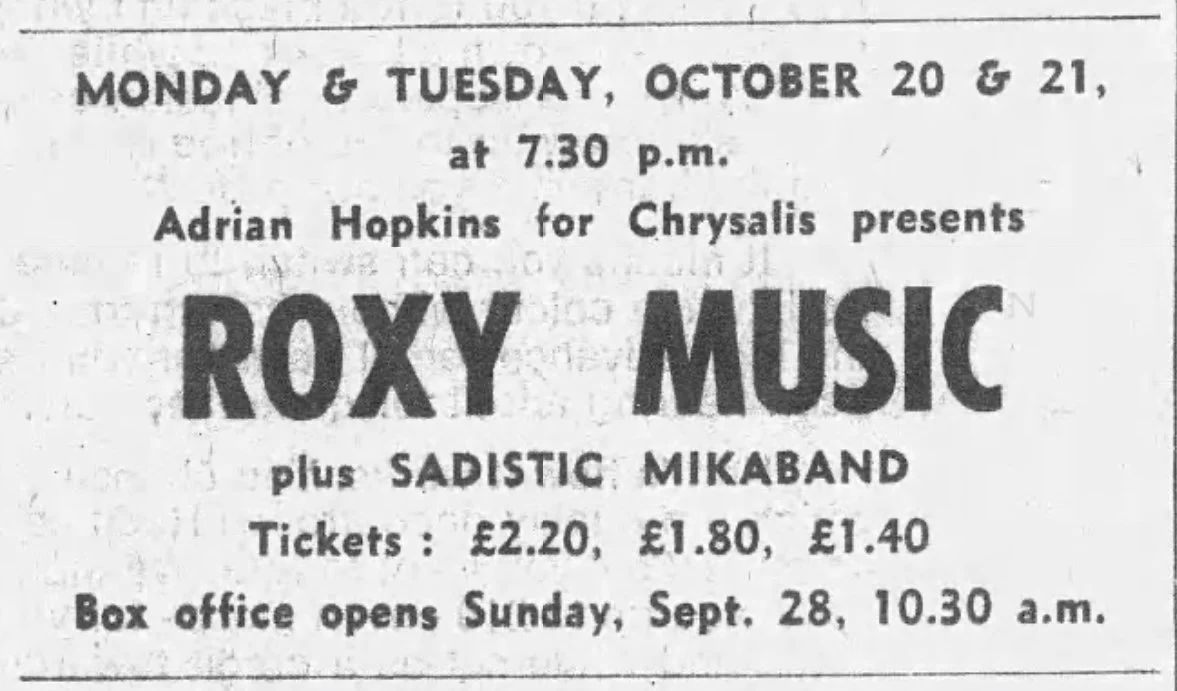 MONDAY & TUESDAY, OCTOBER 20 & 21,
at 7.30 p.m.
Adrian Hopkins for Chrysalis presents
ROXY MUSIC
plus SADISTIC MIKABAND
Tickets : £2.20, £1.80, £1.40
Box office opens Sunday, Sept. 28, 10.30 a.m.